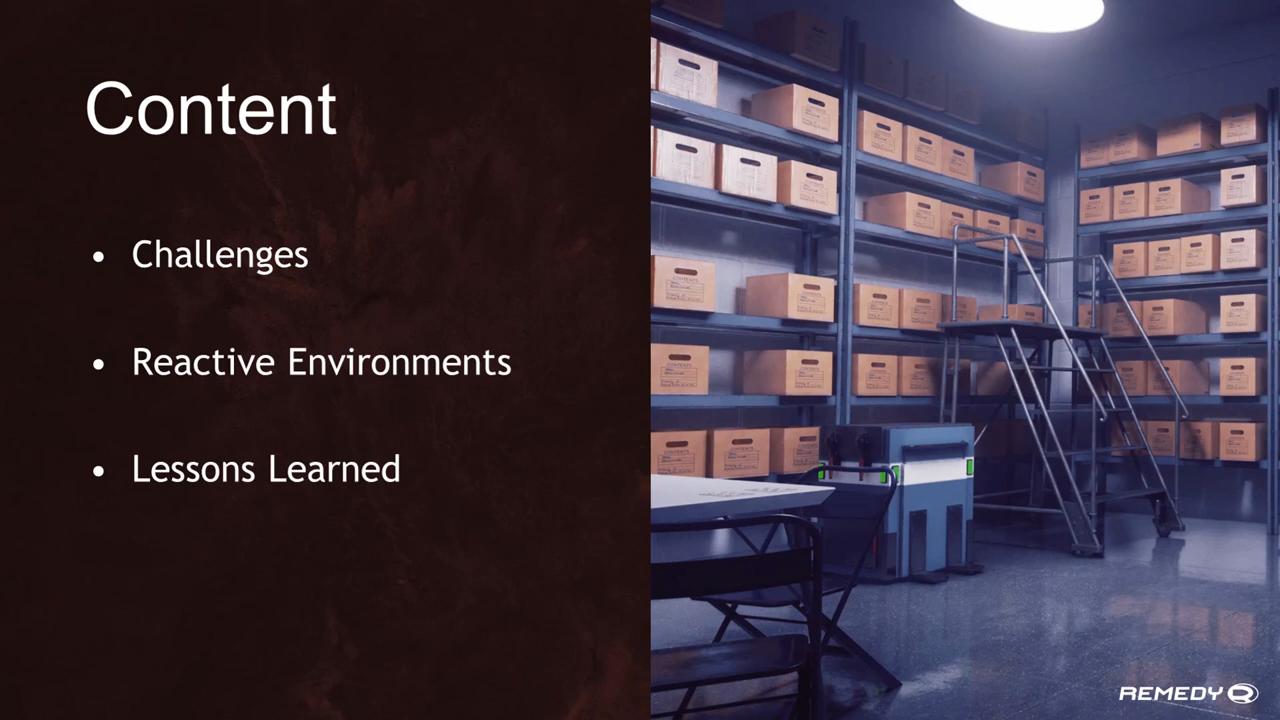 Content
• Challenges
• Reactive Environments
• Lessons Learned
REMEDY